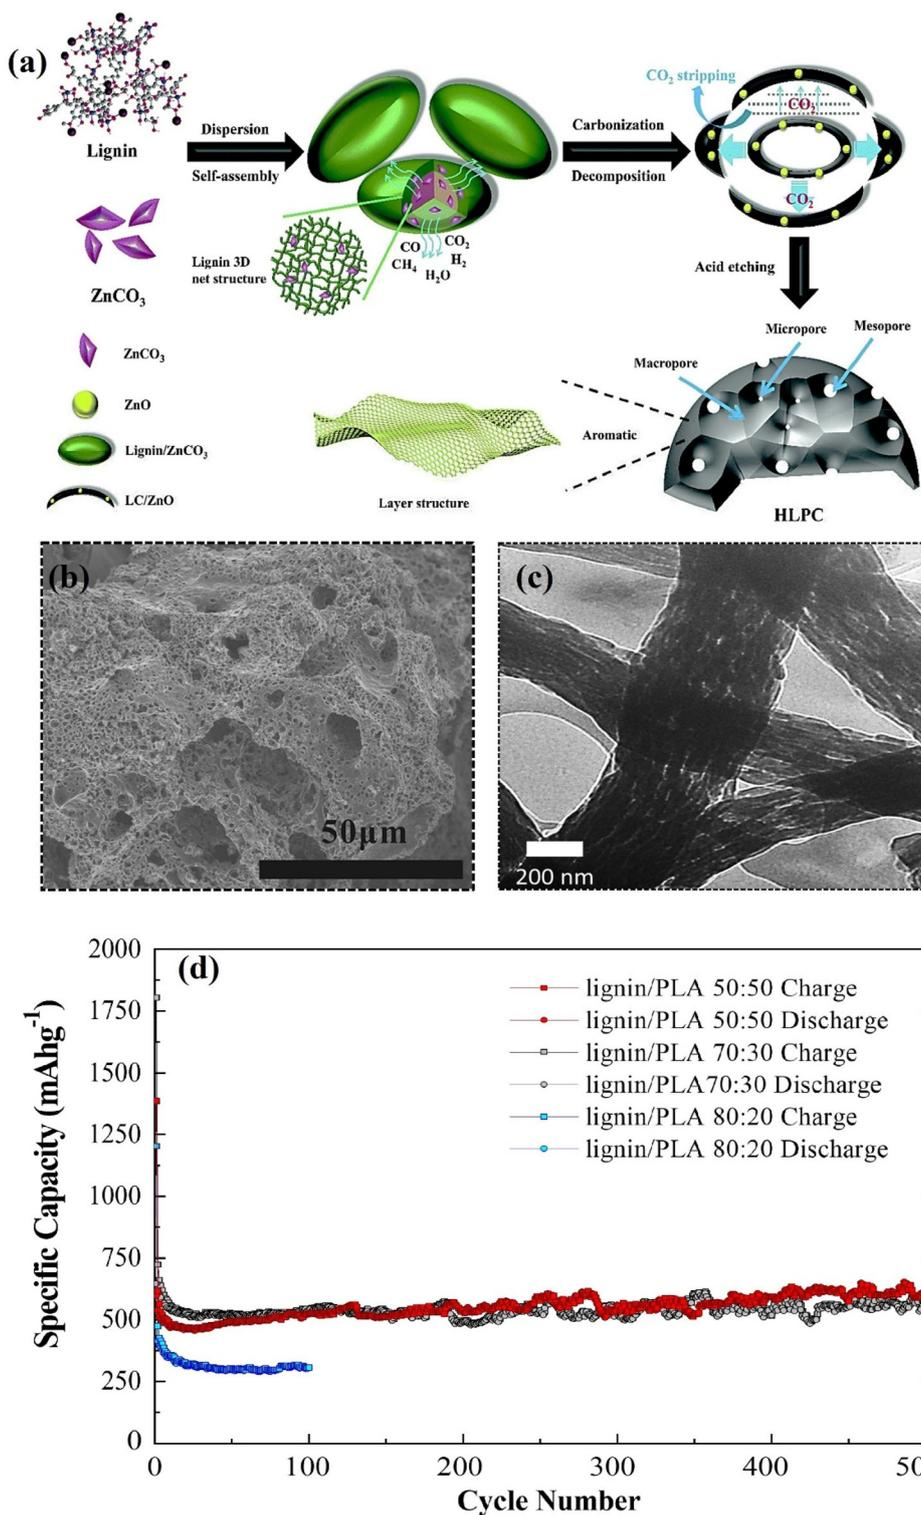 (a)
Lignin
Dispersion
Self-assembly
Carbonization
Decomposition
CO2 stripping
CO2
CO2
ZnCO3
Lignin 3D
net structure
CO
CH4
H2O
CO2
H2
Acid etching
ZnCO3
ZnO
Lignin/ZnCO3
LC/ZnO
Layer structure
Aromatic
Macropore
Micropore
Mesopore
HLPC
(b)
50μm
(c)
200 nm
(d)
Specific Capacity (mAhg-1)
2000
1750
1500
1250
1000
750
500
250
0
lignin/PLA 50:50 Charge
lignin/PLA 50:50 Discharge
lignin/PLA 70:30 Charge
lignin/PLA70:30 Discharge
lignin/PLA 80:20 Charge
lignin/PLA 80:20 Discharge
0 100 200 300 400 50
Cycle Number